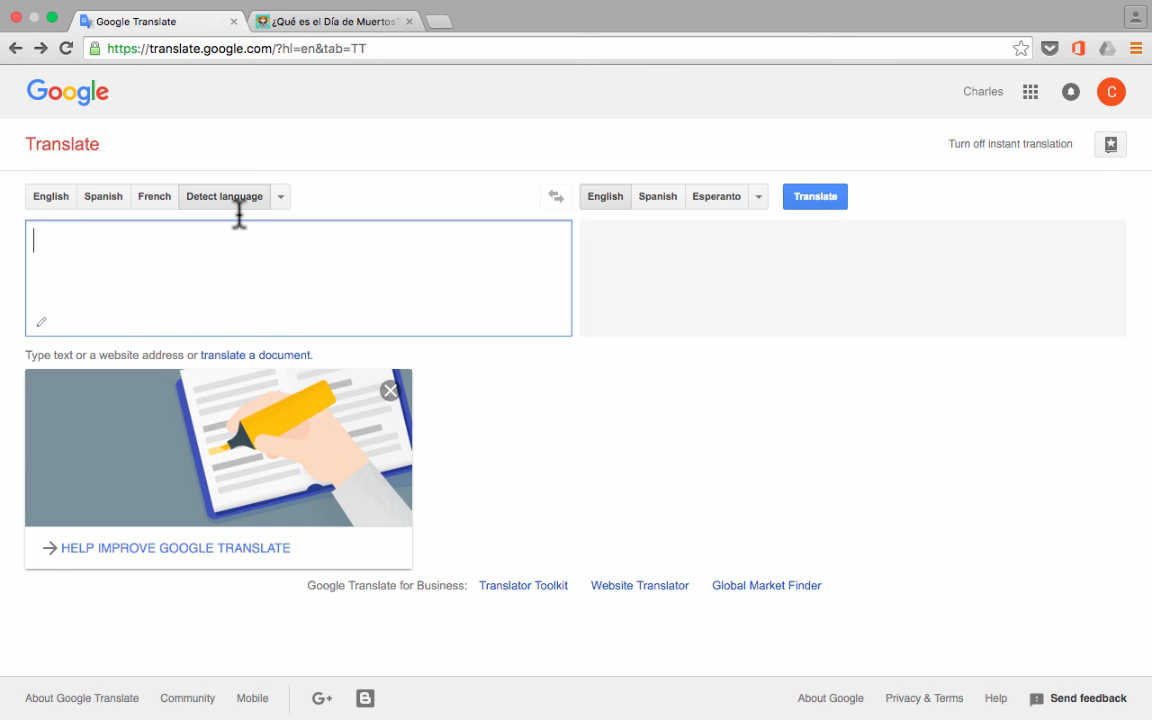 Google Translate
¿Qué es el Día de Muertos?
https://translate.google.com/?hl=en&tab=TT
Google
Charles
C
Translate
Turn off instant translation
English Spanish French Detect language
English Spanish Esperanto Translate
Type text or a website address or translate a document.
HELP IMPROVE GOOGLE TRANSLATE
Google Translate for Business: Translator Toolkit Website Translator Global Market Finder
About Google Translate Community Mobile G+ B
About Google Privacy & Terms Help Send feedback